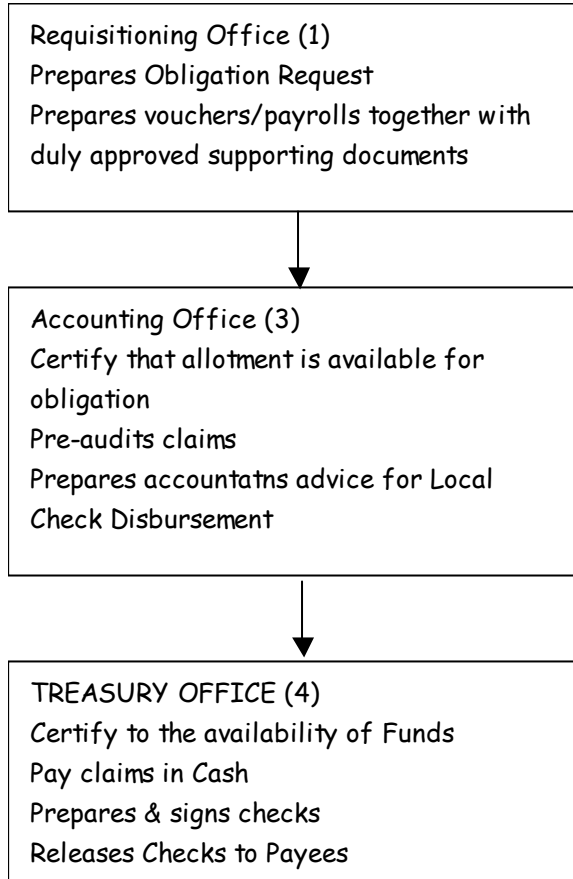 Requisitioning Office (1)
Prepares Obligation Request
Prepares vouchers/payrolls together with
duly approved supporting documents
Accounting Office (3)
Certify that allotment is available for
obligation
Pre-audits claims
Prepares accountatns advice for Local
Check Disbursement
TREASURY OFFICE (4)
Certify to the availability of Funds
Pay claims in Cash
Prepares & signs checks
Releases Checks to Payees